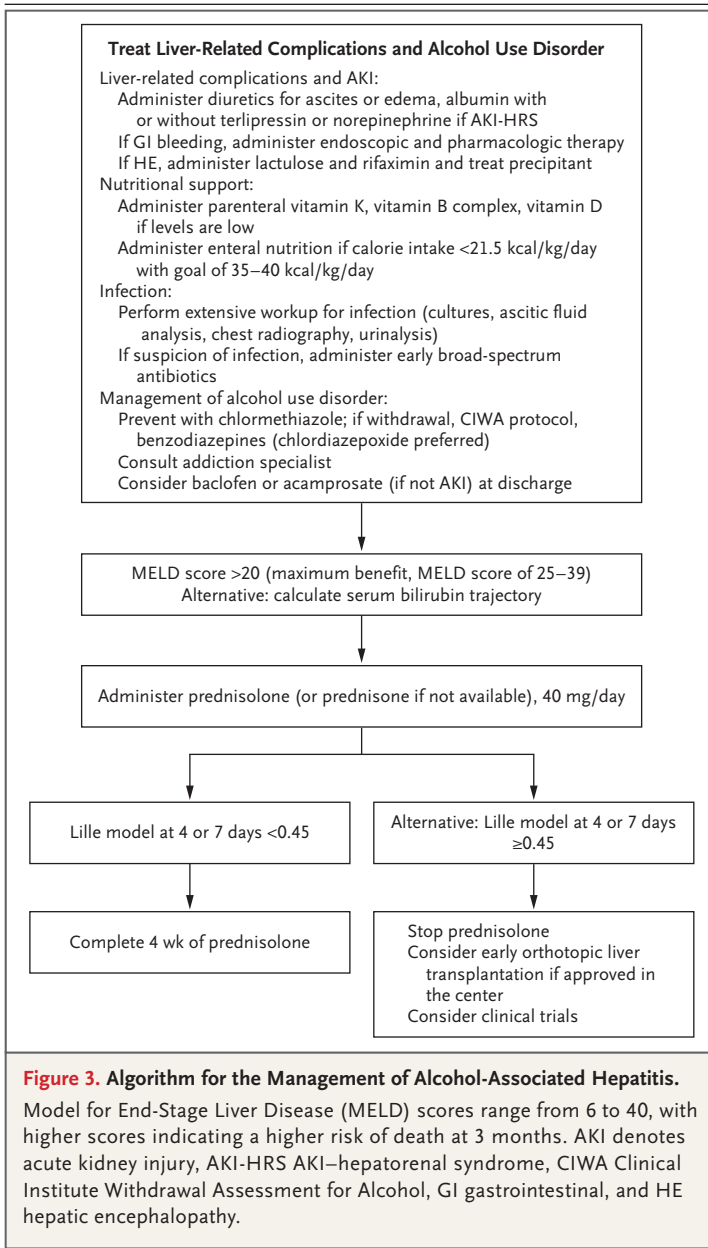 Treat Liver-Related Complications and Alcohol Use Disorder
Liver-related complications and AKI:
Administer diuretics for ascites or edema, albumin with
or without terlipressin or norepinephrine if AKI-HRS
If GI bleeding, administer endoscopic and pharmacologic therapy
If HE, administer lactulose and rifaximin and treat precipitant
Nutritional support:
Administer parenteral vitamin K, vitamin B complex, vitamin D
if levels are low
Administer enteral nutrition if calorie intake <21.5 kcal/kg/day
with goal of 35–40 kcal/kg/day
Infection:
Perform extensive workup for infection (cultures, ascitic fluid
analysis, chest radiography, urinalysis)
If suspicion of infection, administer early broad-spectrum
antibiotics
Management of alcohol use disorder:
Prevent with chlormethiazole; if withdrawal, CIWA protocol,
benzodiazepines (chlordiazepoxide preferred)
Consult addiction specialist
Consider baclofen or acamprosate (if not AKI) at discharge
MELD score >20 (maximum benefit, MELD score of 25–39)
Alternative: calculate serum bilirubin trajectory
Administer prednisolone (or prednisone if not available), 40 mg/day
Lille model at 4 or 7 days <0.45
Complete 4 wk of prednisolone
Alternative: Lille model at 4 or 7 days
≥0.45
Stop prednisolone
Consider early orthotopic liver
transplantation if approved in
the center
Consider clinical trials
Figure 3. Algorithm for the Management of Alcohol-Associated Hepatitis.
Model for End-Stage Liver Disease (MELD) scores range from 6 to 40, with
higher scores indicating a higher risk of death at 3 months. AKI denotes
acute kidney injury, AKI-HRS AKI–hepatorenal syndrome, CIWA Clinical
Institute Withdrawal Assessment for Alcohol, GI gastrointestinal, and HE
hepatic encephalopathy.